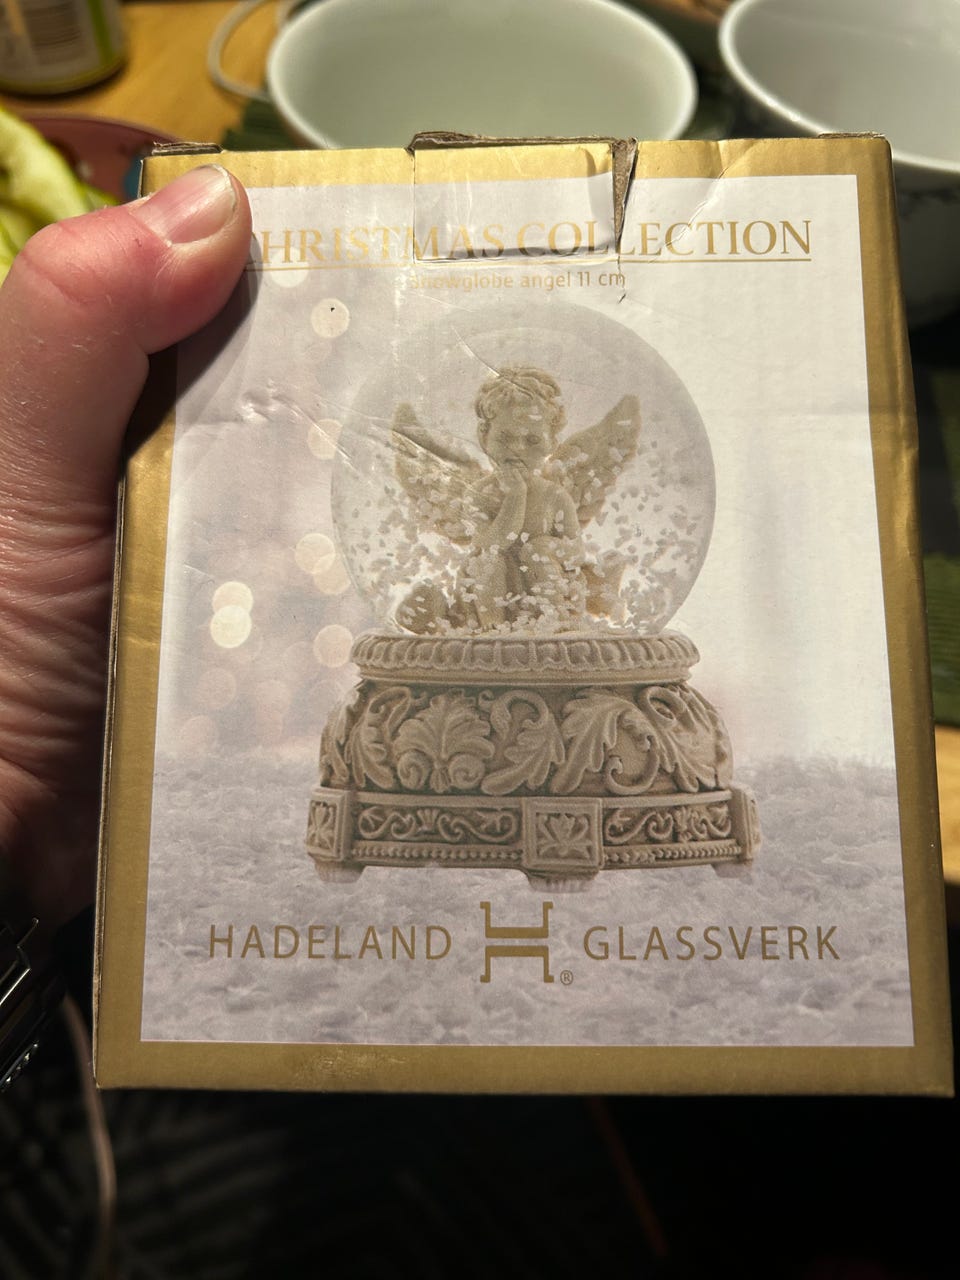 CHRISTMAS COLLECTION
snowglobe angel 11 cm
HADELAND H® GLASSVERK